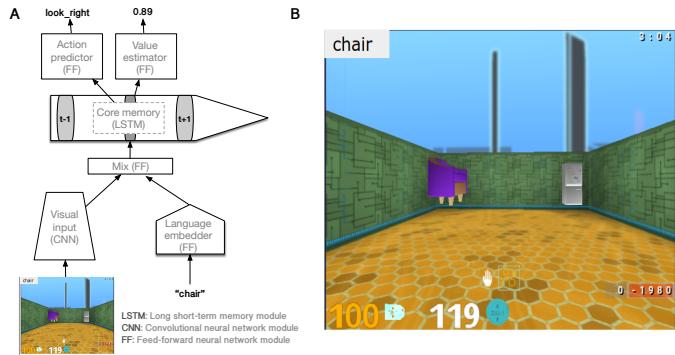 A
look_right
0.89
Action
predictor
(FF)
Value
estimator
(FF)
t-1
Core memory
(LSTM)
t+1
Mix (FF)
Visual
input
(CNN)
Language
embedder
(FF)
"chair"
chair
119
LSTM: Long short-term memory module
CNN: Convolutional neural network module
FF: Feed-forward neural network module
B
chair
3:04
0 -1980
100
119